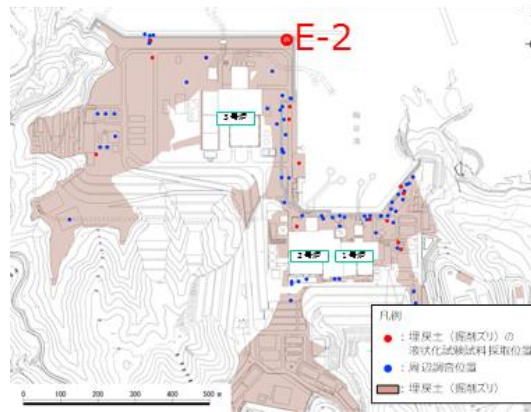 E-2
3号炉
2号炉
1号炉
凡例
：埋戻土（掘削ズリ）の
液状化試験試料採取位置
：周辺調査位置
：埋戻土（掘削ズリ）
0 100 200 300 400 500 m